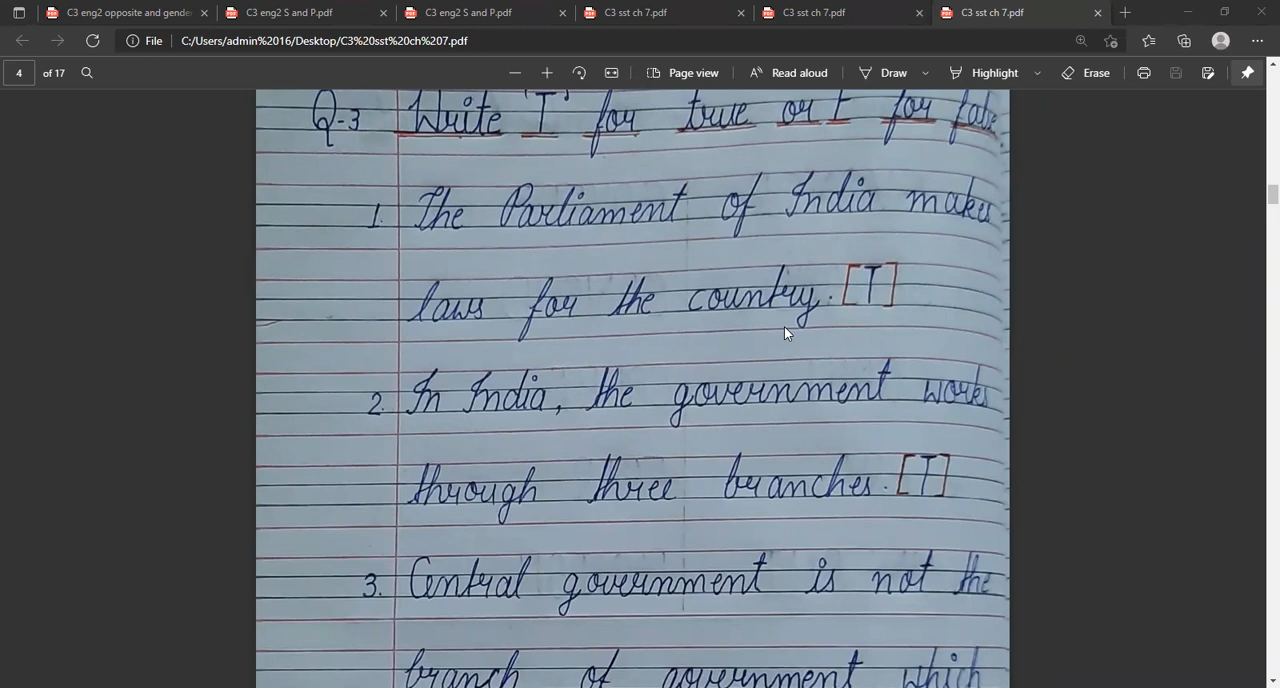 C3 eng2 opposite and gende
C3 eng2 S and P.pdf
C3 eng2 S and P.pdf
C3 sst ch 7.pdf
C3 sst ch 7.pdf
C3 sst ch 7.pdf
File
C:/Users/admin%2016/Desktop/C3%20sst%20ch%207.pdf
4 of 17
Page view
Read aloud
Draw
Highlight
Erase
Q-3 Write 'T' for true or F for false.
1. The Parliament of India makes
laws for the country. [T]
2. In India, the government works
through three branches. [T]
3. Central government is not the
branch of government which